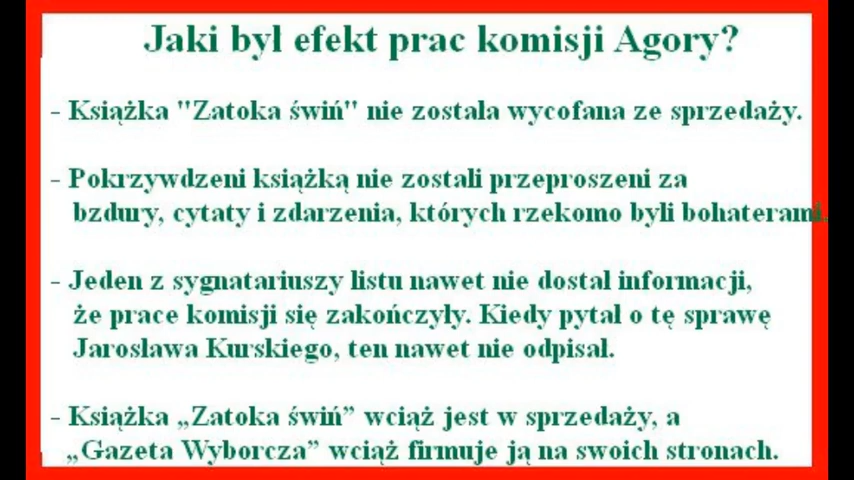 Jaki był efekt prac komisji Agory?
- Książka "Zatoka świń" nie została wycofana ze sprzedaży.
- Pokrzywdzeni książką nie zostali przeproszeni za
bzdury, cytaty i zdarzenia, których rzekomo byli bohaterami.
- Jeden z sygnatariuszy listu nawet nie dostał informacji,
że prace komisji się zakończyły. Kiedy pytał o tę sprawę
Jarosława Kurskiego, ten nawet nie odpisał.
- Książka „Zatoka świń” wciąż jest w sprzedaży, a
„Gazeta Wyborcza” wciąż firmuje ją na swoich stronach.